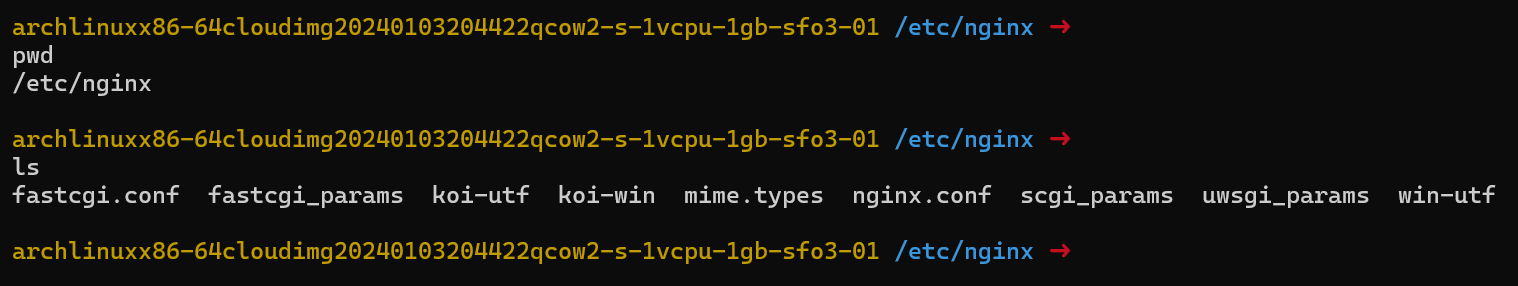 archlinuxx86-64cloudimg20240103204422qcow2-s-1vcpu-1gb-sfo3-01 /etc/nginx →
pwd
/etc/nginx
archlinuxx86-64cloudimg20240103204422qcow2-s-1vcpu-1gb-sfo3-01 /etc/nginx →
ls
fastcgi.conf  fastcgi_params  koi-utf  koi-win  mime.types  nginx.conf  scgi_params  uwsgi_params  win-utf
archlinuxx86-64cloudimg20240103204422qcow2-s-1vcpu-1gb-sfo3-01 /etc/nginx →